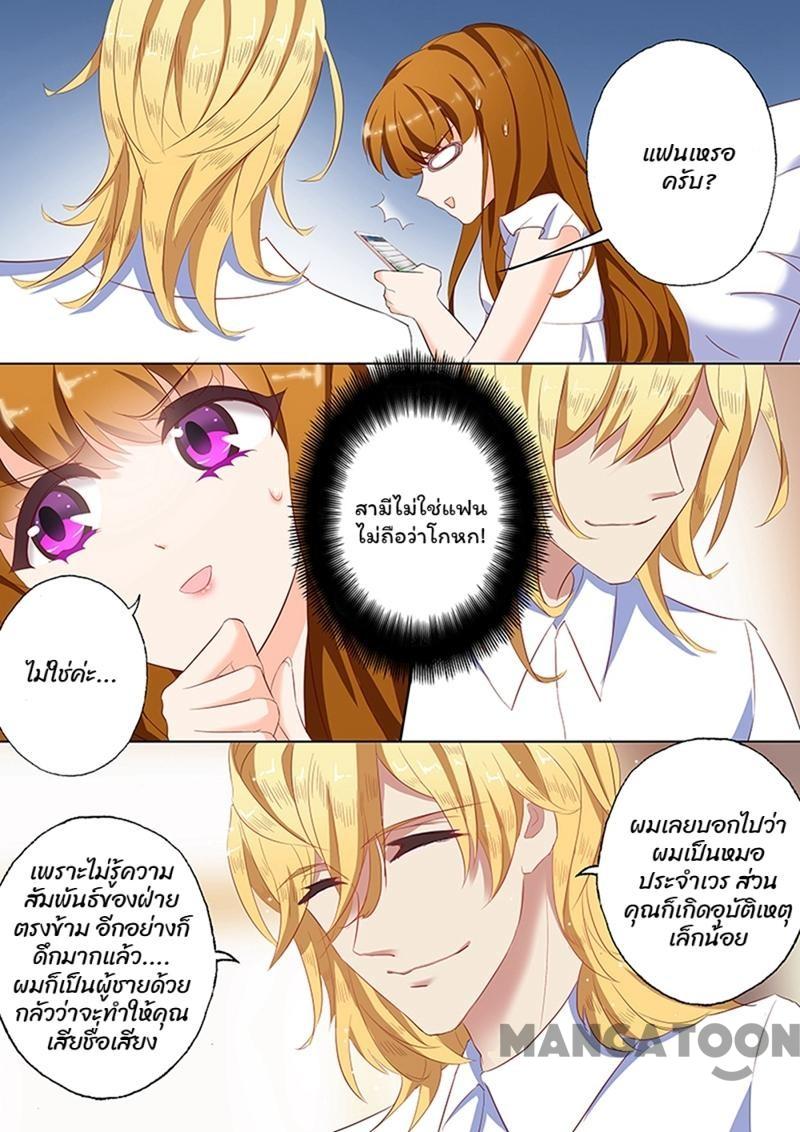 แฟนเหรอ
ครับ?
สามีไม่ใช่แฟน
ไม่ถือว่าโกหก!
ไม่ใช่ค่ะ...
ผมเลยบอกไปว่า
ผมเป็นหมอ
ประจำเวร ส่วน
คุณก็เกิดอุบัติเหตุ
เล็กน้อย
เพราะไม่รู้ความ
สัมพันธ์ของฝ่าย
ตรงข้าม อีกอย่างก็
ดึกมากแล้ว....
ผมก็เป็นผู้ชายด้วย
กลัวว่าจะทำให้คุณ
เสียชื่อเสียง
MANGATOON